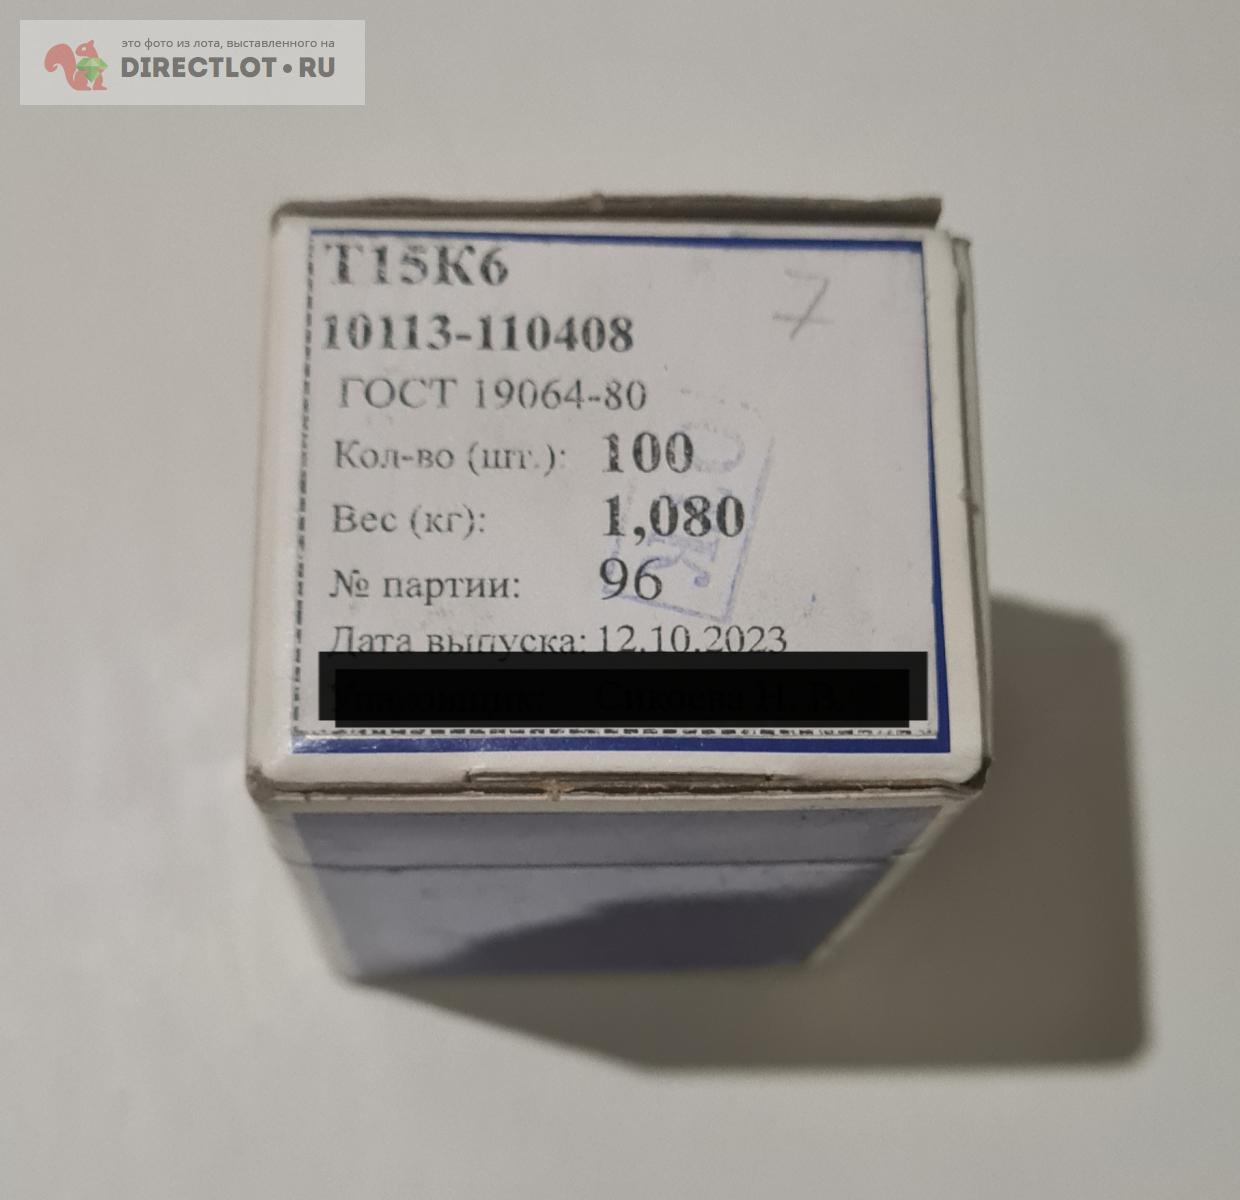 это фото из лота, выставленного на
DIRECTLOT•RU
Т15К6
7
10113-110408
ГОСТ 19064-80
Кол-во (шт.): 100
Вес (кг): 1,080
№ партии: 96
Дата выпуска: 12.10.2023